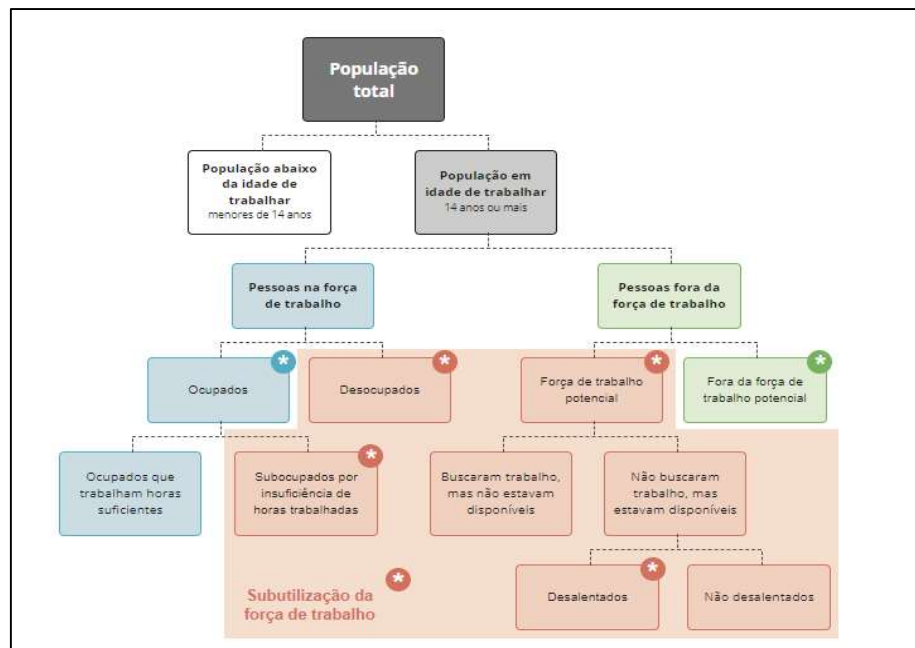 População
total
População abaixo
da idade de
trabalhar
menores de 14 anos
População em
idade de trabalhar
14 anos ou mais
Pessoas na força
de trabalho
Pessoas fora da
força de trabalho
*
Ocupados
*
Desocupados
*
Força de trabalho
potencial
*
Fora da força de
trabalho potencial
Ocupados que
trabalham horas
suficientes
*
Subocupados por
insuficiência de
horas trabalhadas
Buscaram trabalho,
mas não estavam
disponíveis
Não buscaram
trabalho, mas
estavam disponíveis
*
Desalentados
Não desalentados
Subutilização da
força de trabalho
*